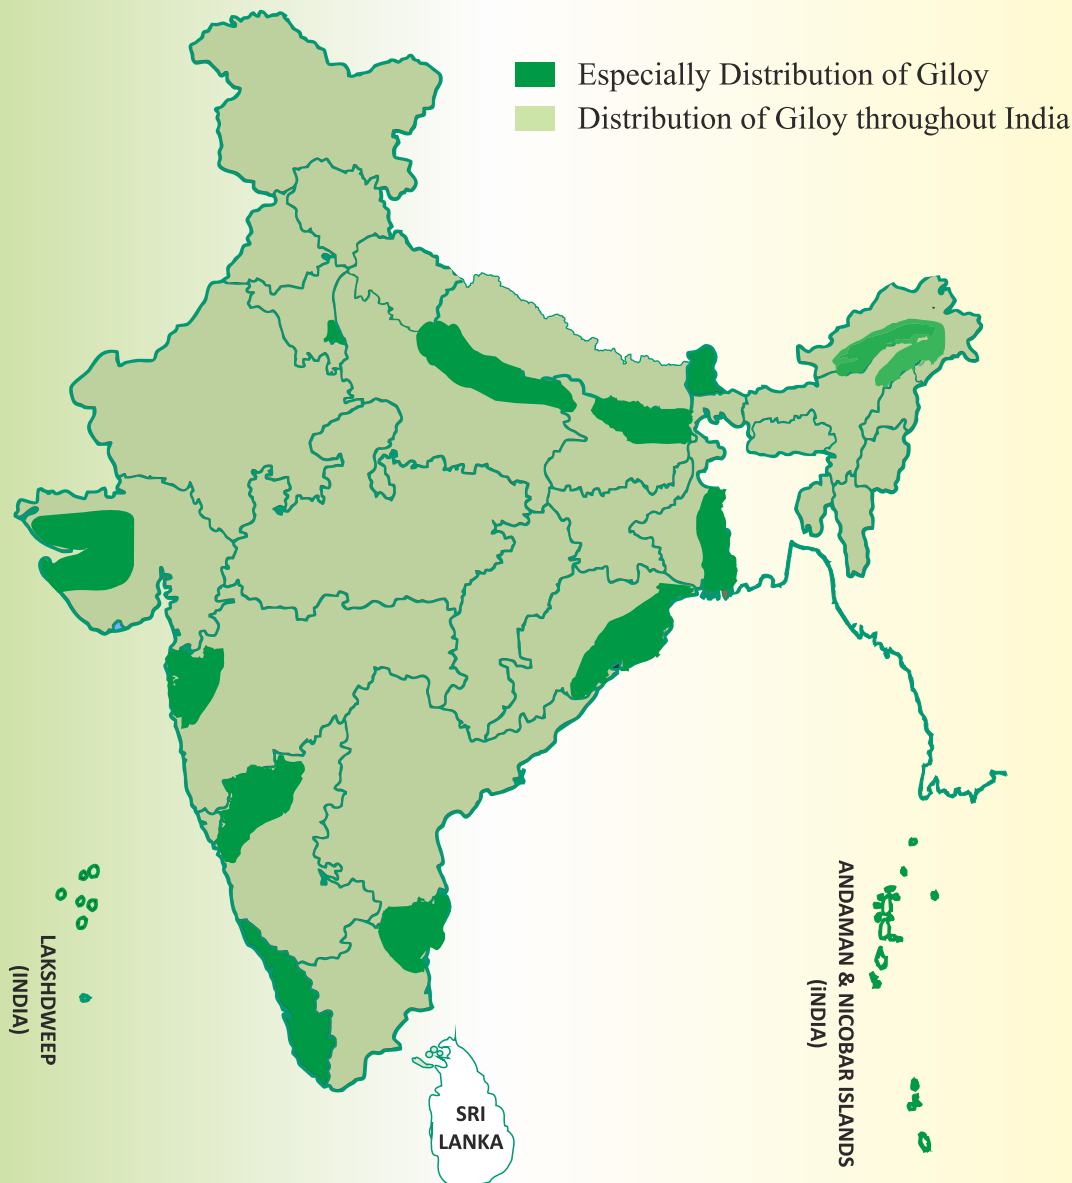 Especially Distribution of Giloy
Distribution of Giloy throughout India
LAKSHDWEEP
(INDIA)
ANDAMAN & NICOBAR ISLANDS
(iNDIA)
SRI
LANKA